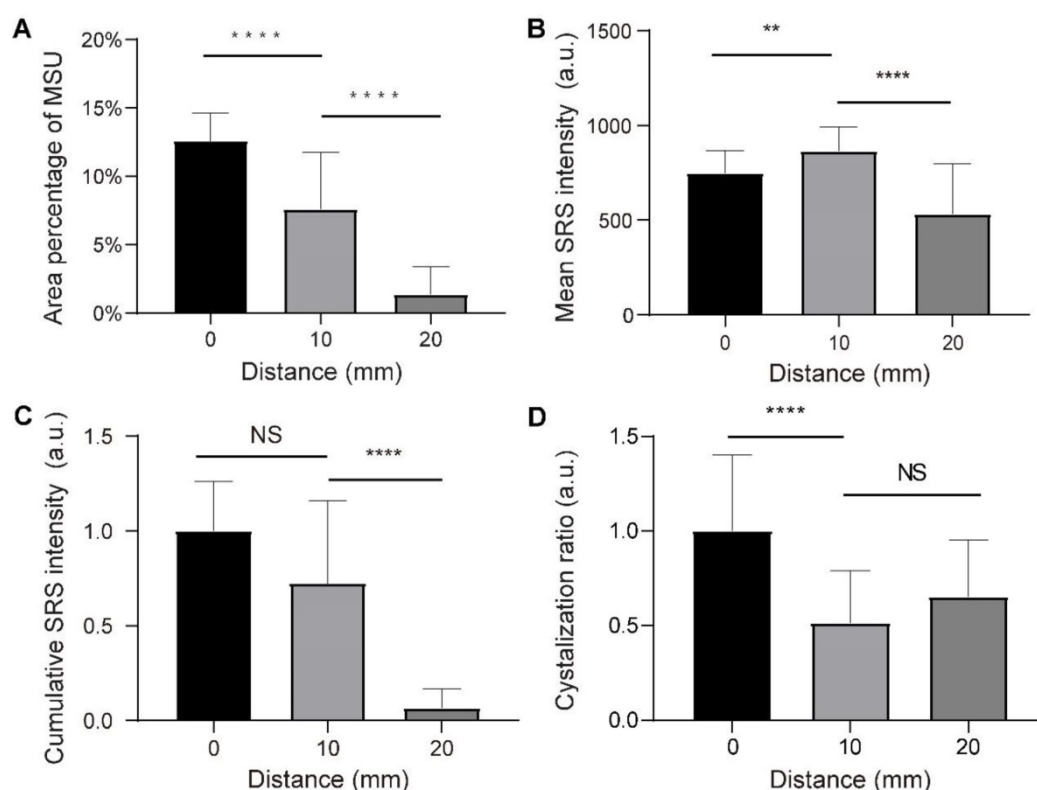 A
Area percentage of MSU
20%
15%
10%
5%
0%
* * * *
* * * *
0 10 20
Distance (mm)
B
Mean SRS intensity (a.u.)
1500
1000
500
0
**
****
0 10 20
Distance (mm)
C
Cumulative SRS intensity (a.u.)
1.5
1.0
0.5
0.0
NS
****
0 10 20
Distance (mm)
D
Cystalization ratio (a.u.)
1.5
1.0
0.5
0.0
****
NS
0 10 20
Distance (mm)